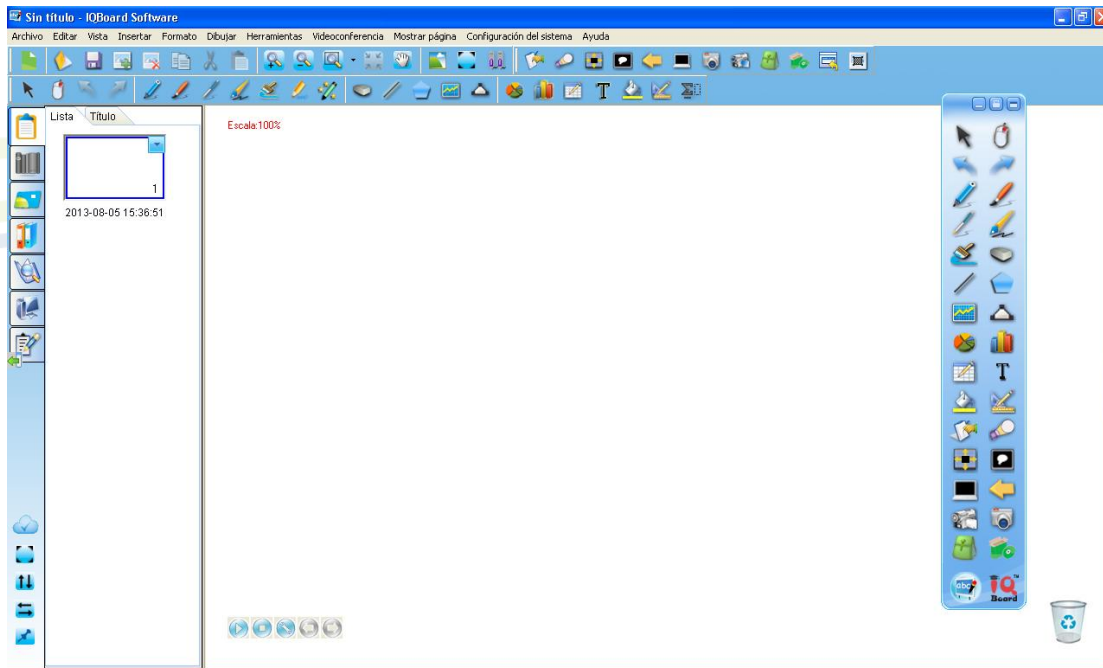 Sin título - IQBoard Software
Archivo Editar Vista Insertar Formato Dibujar Herramientas Videoconferencia Mostrar página Configuración del sistema Ayuda
Lista Título
Escala:100%
1
2013-08-05 15:36:51
abc
IQ
Board